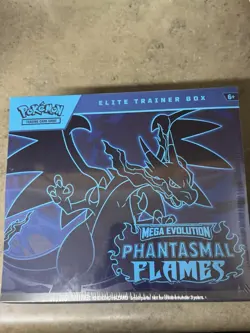 Pokémon
TRADING CARD GAME
ELITE TRAINER BOX
6+
MEGA EVOLUTION
PHANTASMAL
FLAMES